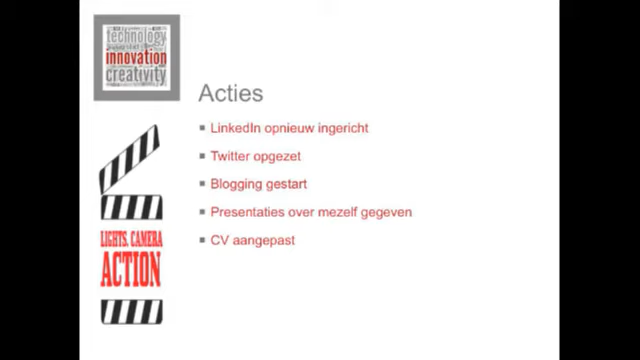 technology
innovation
creativity
Acties
LinkedIn opnieuw ingericht
Twitter opgezet
Blogging gestart
Presentaties over mezelf gegeven
CV aangepast
LIGHTS, CAMERA
ACTION